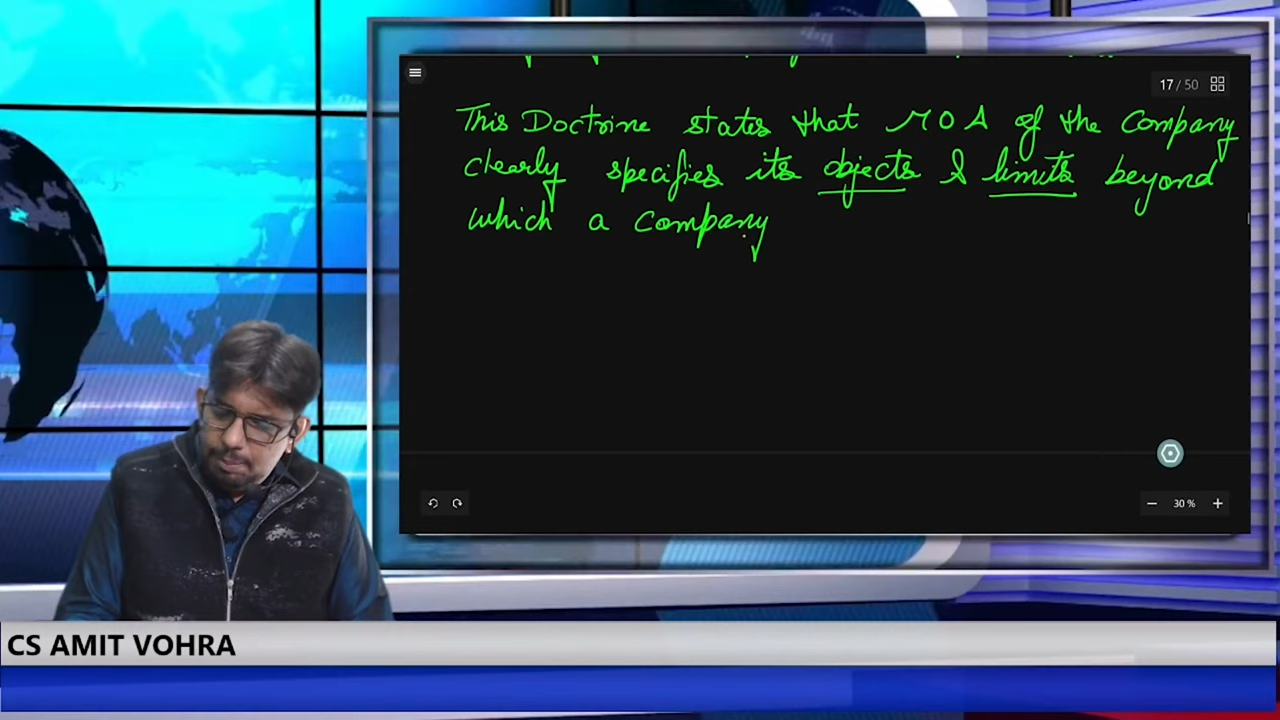 17 / 50
This Doctrine states that MOA of the Company
clearly specifies its objects & limits beyond
which a Company
30 %
CS AMIT VOHRA